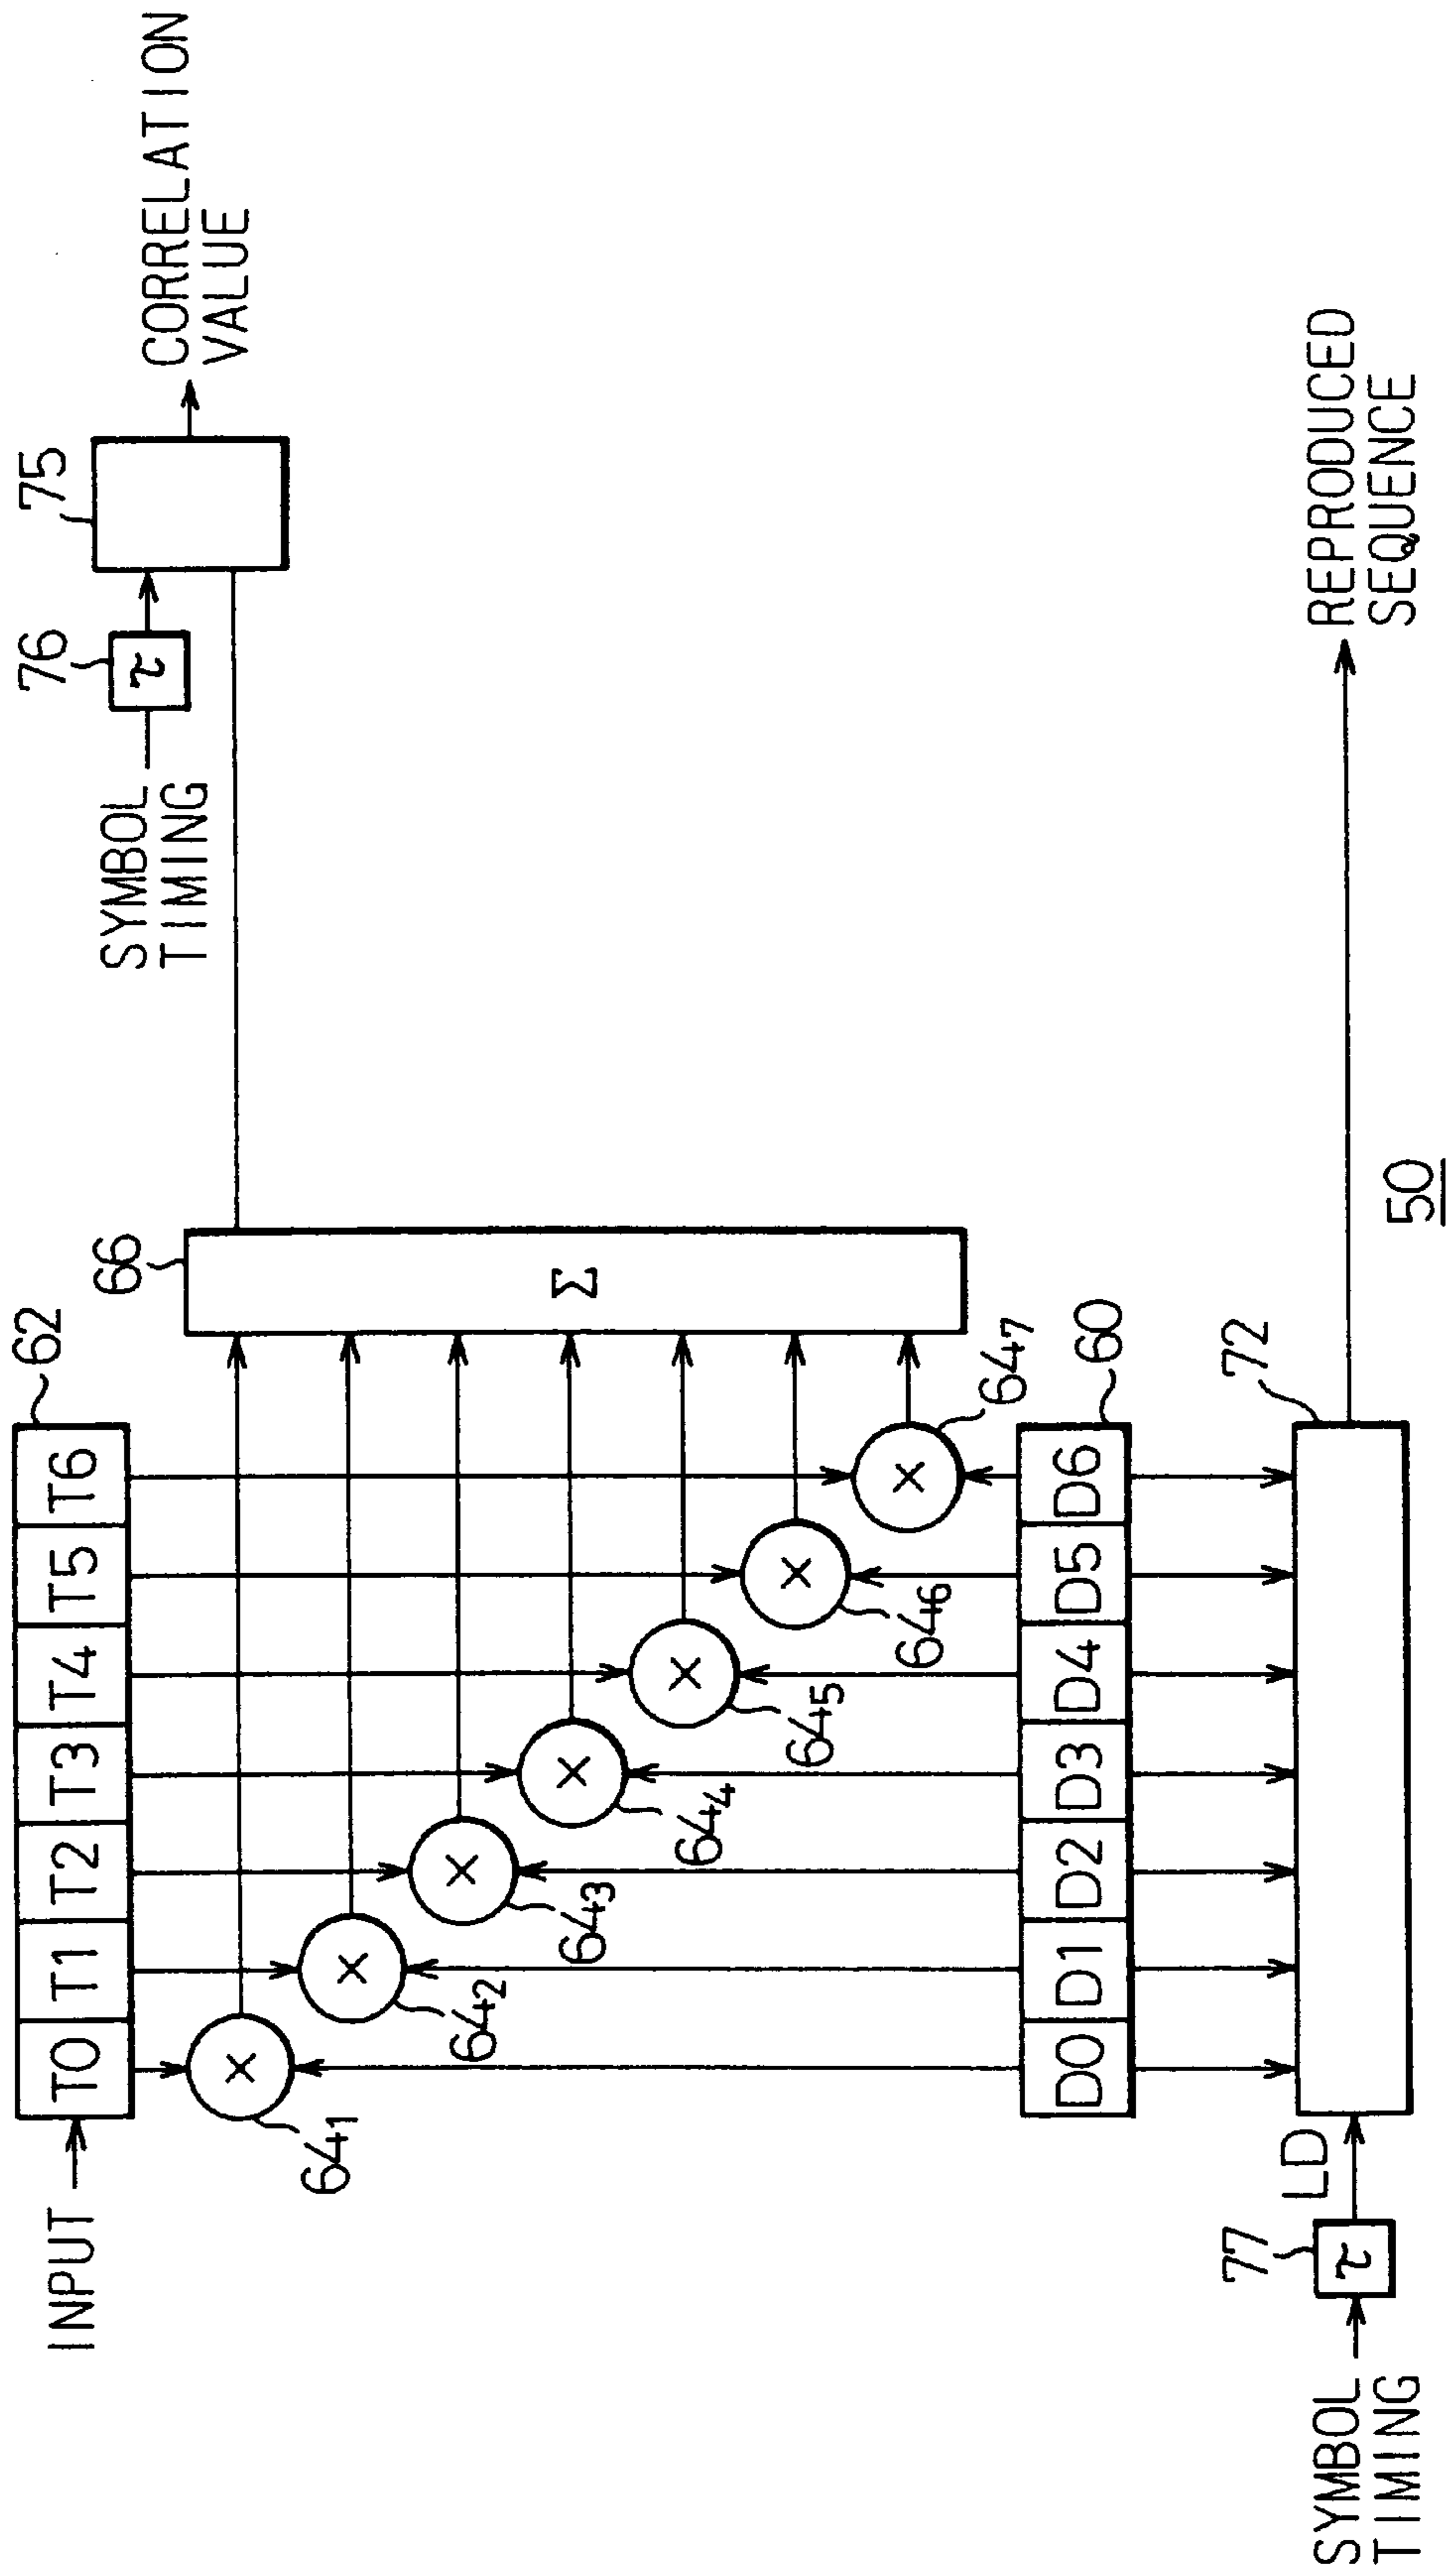 INPUT
T0 T1 T2 T3 T4 T5 T6
62
64₁
64₂
64₃
64₄
64₅
64₆
64₇
66
Σ
SYMBOL
TIMING
76
τ
75
CORRELATION
VALUE
D0 D1 D2 D3 D4 D5 D6
60
SYMBOL
TIMING
77
τ
LD
72
REPRODUCED
SEQUENCE
50